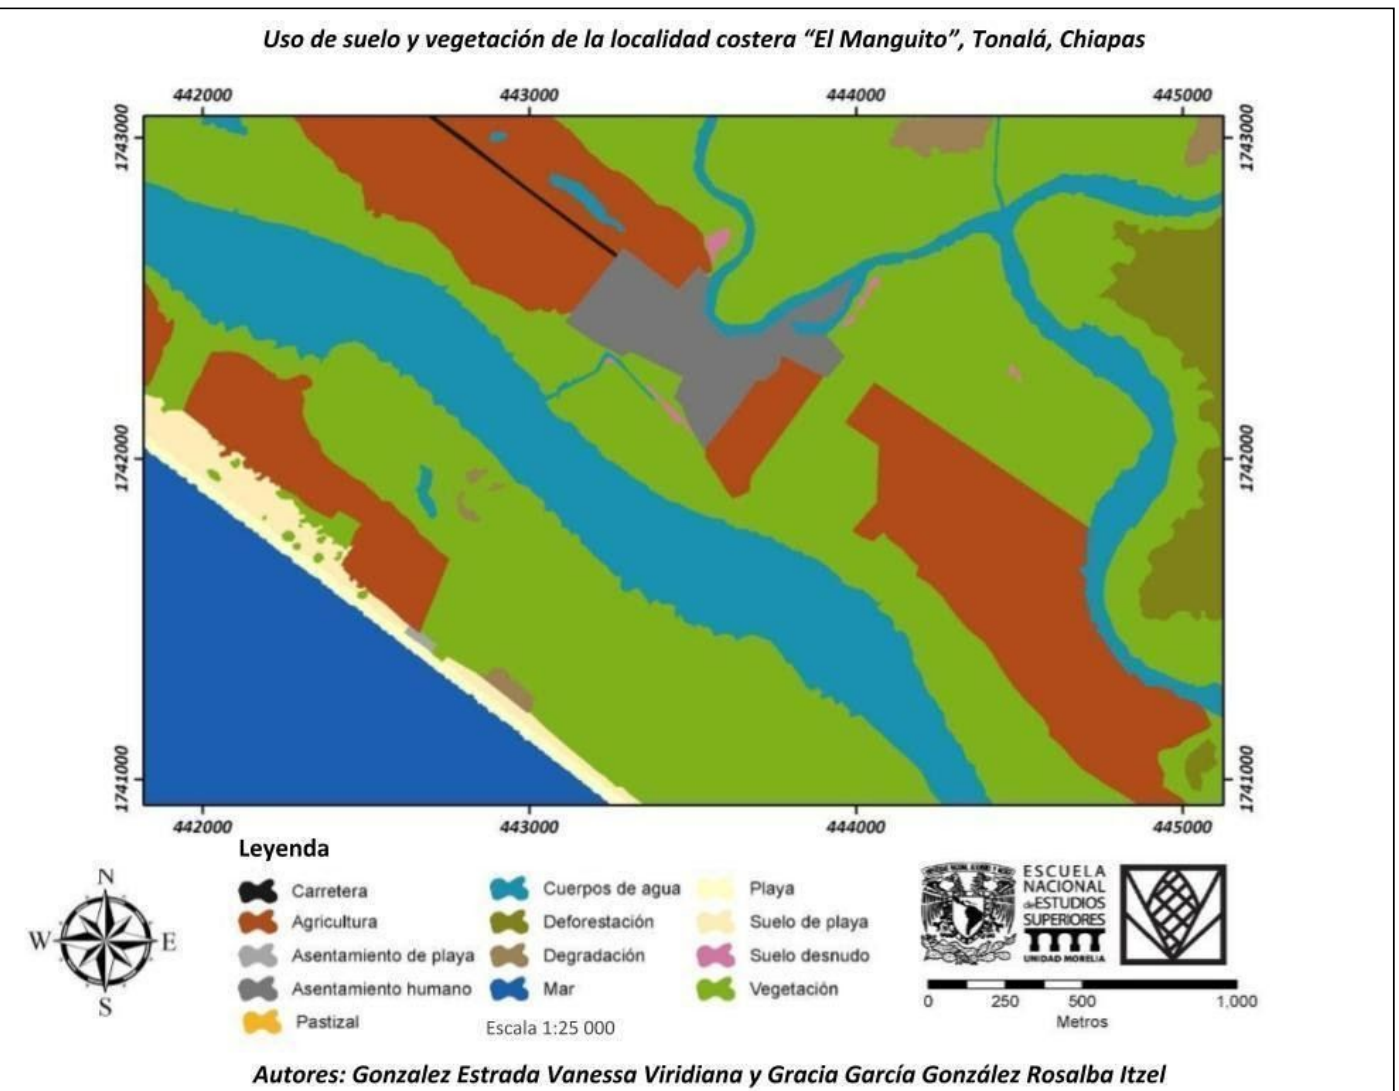 Uso de suelo y vegetación de la localidad costera “El Manguito”, Tonalá, Chiapas
442000 443000 444000 445000
1743000 1743000
1742000 1742000
1741000 1741000
442000 443000 444000 445000
Leyenda
Carretera
Agricultura
Asentamiento de playa
Asentamiento humano
Pastizal
Cuerpos de agua
Deforestación
Degradación
Mar
Escala 1:25 000
Playa
Suelo de playa
Suelo desnudo
Vegetación
N
W E
S
ESCUELA
NACIONAL
de ESTUDIOS
SUPERIORES
UNIDAD MORELIA
0 250 500 1,000
Metros
Autores: Gonzalez Estrada Vanessa Viridiana y Gracia García González Rosalba Itzel